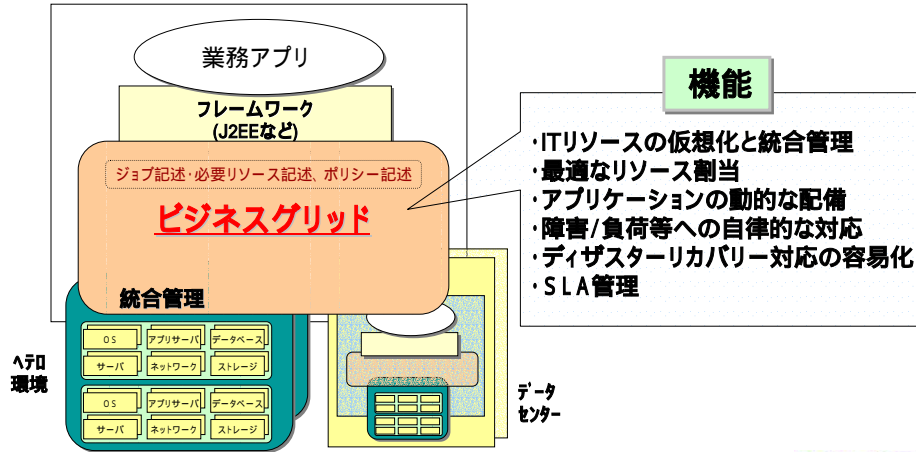 業務アプリ
フレームワーク
(J2EEなど)
ジョブ記述・必要リソース記述、ポリシー記述
ビジネスグリッド
統合管理
OS アプリサーバ データベース
サーバ ネットワーク ストレージ
OS アプリサーバ データベース
サーバ ネットワーク ストレージ
ヘテロ
環境
データ
センター
機能
・ITリソースの仮想化と統合管理
・最適なリソース割当
・アプリケーションの動的な配備
・障害/負荷等への自律的な対応
・ディザスターリカバリー対応の容易化
・SLA管理